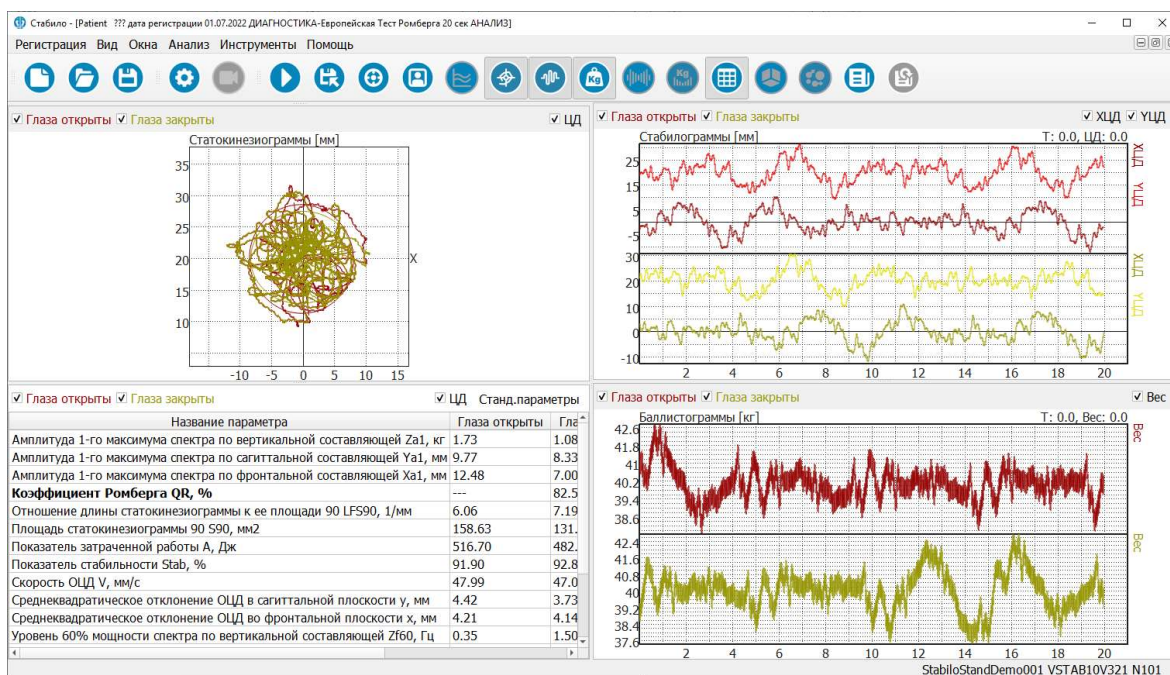 Стабило - [Patient ??? дата регистрации 01.07.2022 ДИАГНОСТИКА-Европейская Тест Ромберга 20 сек АНАЛИЗ]
Регистрация Вид Окна Анализ Инструменты Помощь
Kg
Kg
Глаза открыты Глаза закрыты ЦД
Статокинезиограммы [мм]
35
30
25
20
15
10
X
-10 -5 0 5 10 15
Глаза открыты Глаза закрыты ХЦД YЦД
Стабилограммы [мм] T: 0.0, ЦД: 0.0
25
15
5
-5
ХЦД YЦД
30
20
10
0
-10
ХЦД YЦД
2 4 6 8 10 12 14 16 18 20
Глаза открыты Глаза закрыты ЦД Станд.параметры
Название параметра Глаза открыты Гла
Амплитуда 1-го максимума спектра по вертикальной составляющей Za1, кг 1.73 1.08
Амплитуда 1-го максимума спектра по сагиттальной составляющей Ya1, мм 9.77 8.33
Амплитуда 1-го максимума спектра по фронтальной составляющей Xa1, мм 12.48 7.00
Коэффициент Ромберга QR, % --- 82.5
Отношение длины статокинезиограммы к ее площади 90 LFS90, 1/мм 6.06 7.19
Площадь статокинезиограммы 90 S90, мм2 158.63 131.
Показатель затраченной работы A, Дж 516.70 482.
Показатель стабильности Stab, % 91.90 92.8
Скорость ОЦД V, мм/с 47.99 47.0
Среднеквадратическое отклонение ОЦД в сагиттальной плоскости y, мм 4.42 3.73
Среднеквадратическое отклонение ОЦД во фронтальной плоскости x, мм 4.21 4.14
Уровень 60% мощности спектра по вертикальной составляющей Zf60, Гц 0.35 1.50
Глаза открыты Глаза закрыты Вес
Баллистограммы [кг] T: 0.0, Вес: 0.0
42.6
41.8
41
40.2
39.4
38.6
Вес
42.4
41.6
40.8
40
39.2
38.4
37.6
Вес
2 4 6 8 10 12 14 16 18 20
StabiloStandDemo001 VSTAB10V321 N101